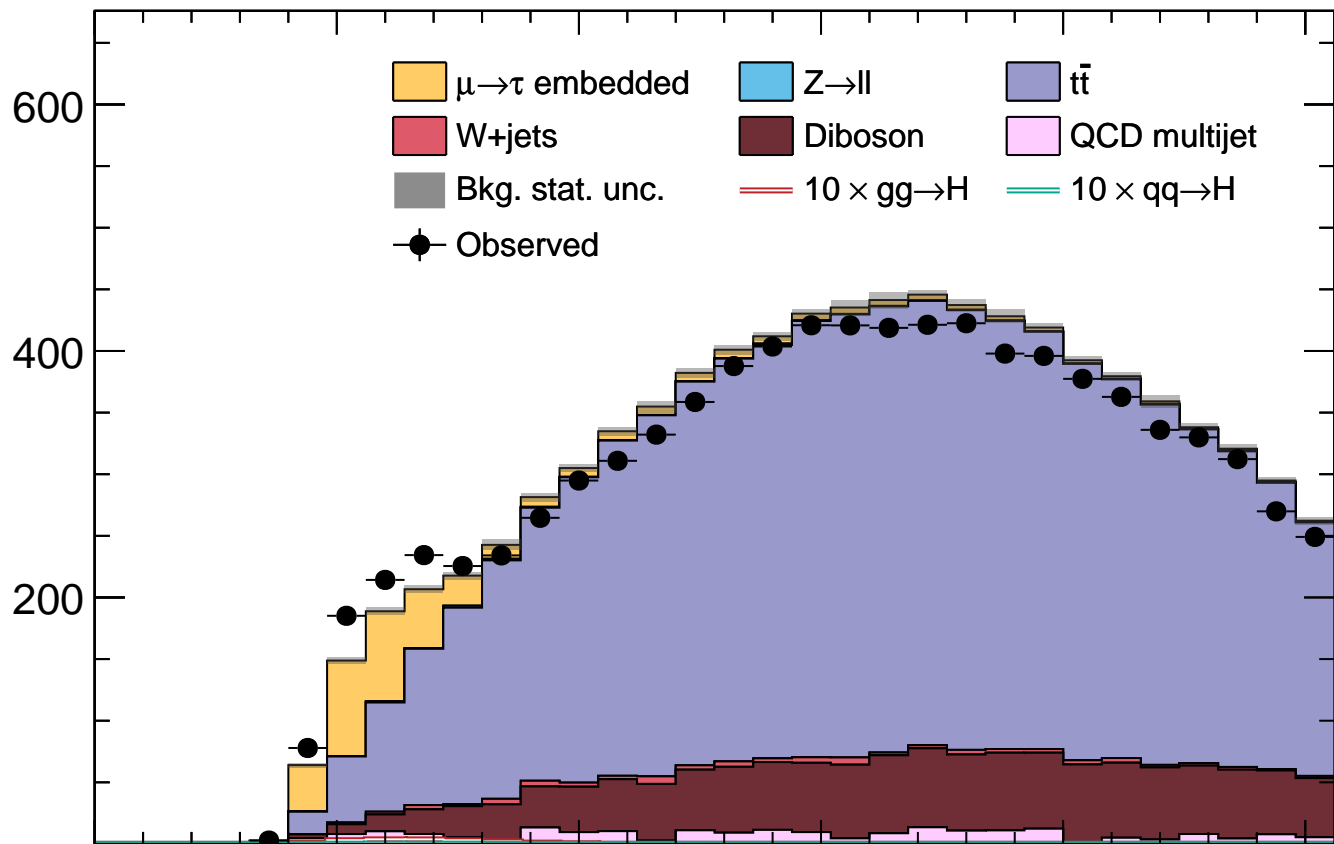 600
400
200
μ→τ embedded Z→ll tt̄
W+jets Diboson QCD multijet
Bkg. stat. unc. 10 × gg→H 10 × qq→H
Observed